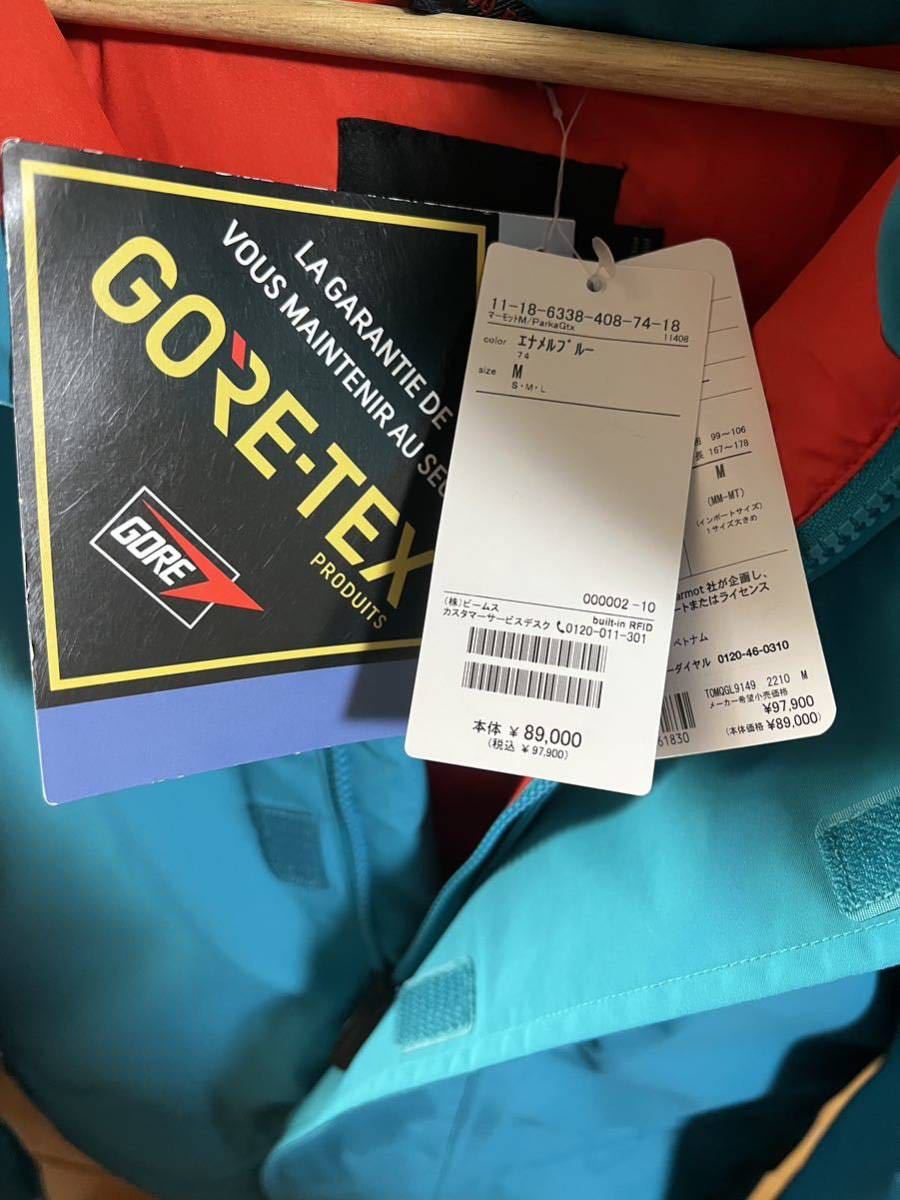 LA GARANTIE DE
VOUS MAINTENIR AU SEC
GORE-TEX
PRODUITS
GORE
11-18-6338-408-74-18
マーモットM/ParkaGtx
11408
color エナメルブルー
74
size M
S・M・L
000002 -10
(株)ビームス
built-in RFID
カスタマーサービスデスク 0120-011-301
本体 ¥ 89,000
(税込 ¥ 97,900)
99～106
長 167～178
M
(MM-MT)
(インポートサイズ)
1サイズ大きめ
armot 社が企画し、
ートまたはライセンス
ベトナム
ーダイヤル 0120-46-0310
TOMQGL9149 2210 M
メーカー希望小売価格
¥97,900
(本体価格 ¥89,000)
61830